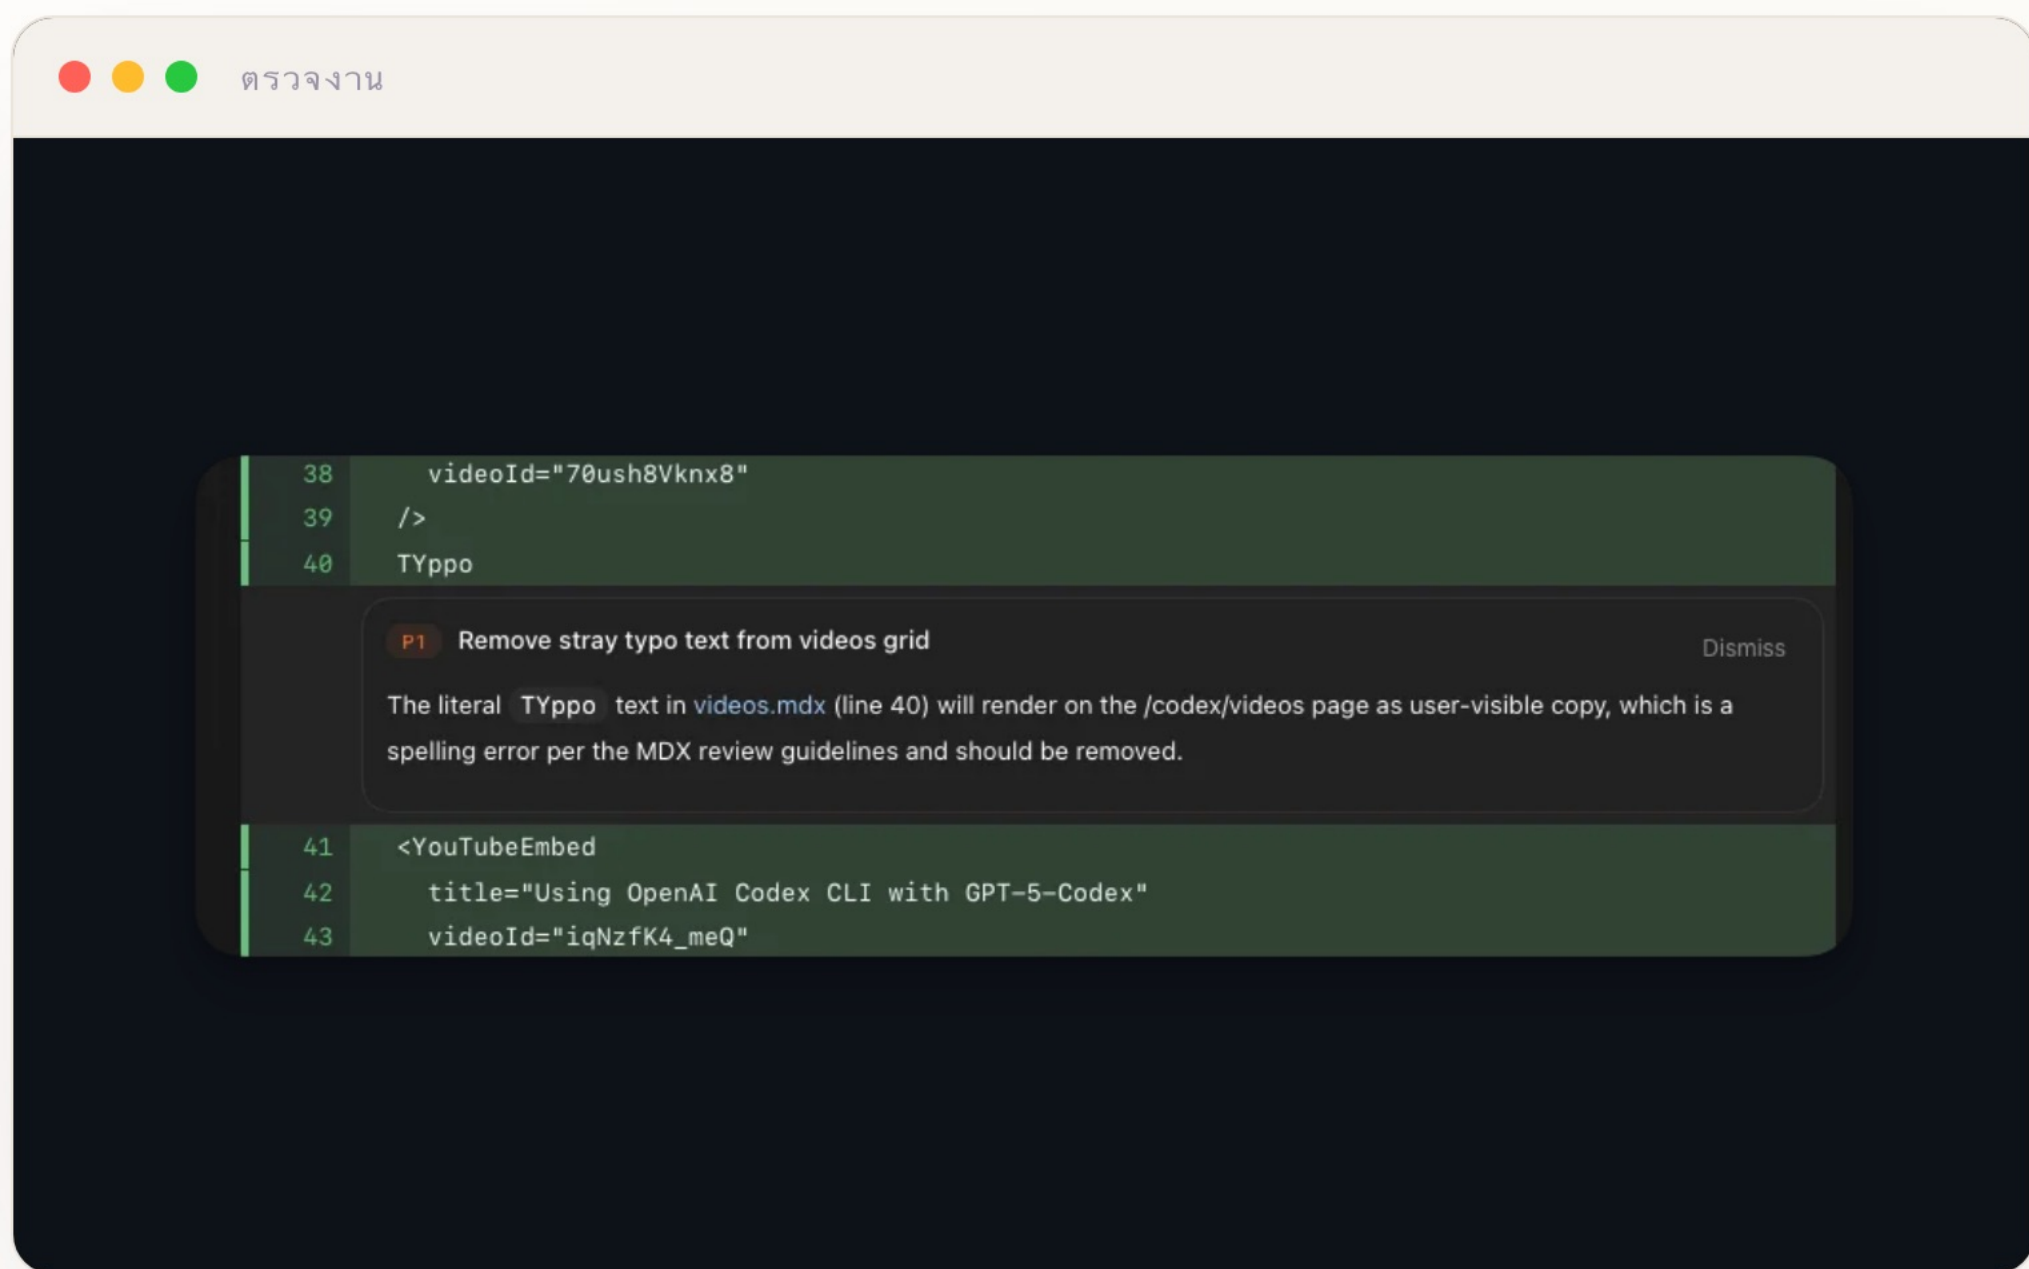 ตรวจงาน
38 videoId="70ush8Vknx8"
39 />
40 TYppo
P1 Remove stray typo text from videos grid Dismiss
The literal TYppo text in videos.mdx (line 40) will render on the /codex/videos page as user-visible copy, which is a
spelling error per the MDX review guidelines and should be removed.
41 <YouTubeEmbed
42 title="Using OpenAI Codex CLI with GPT-5-Codex"
43 videoId="iqNzfK4_meQ"